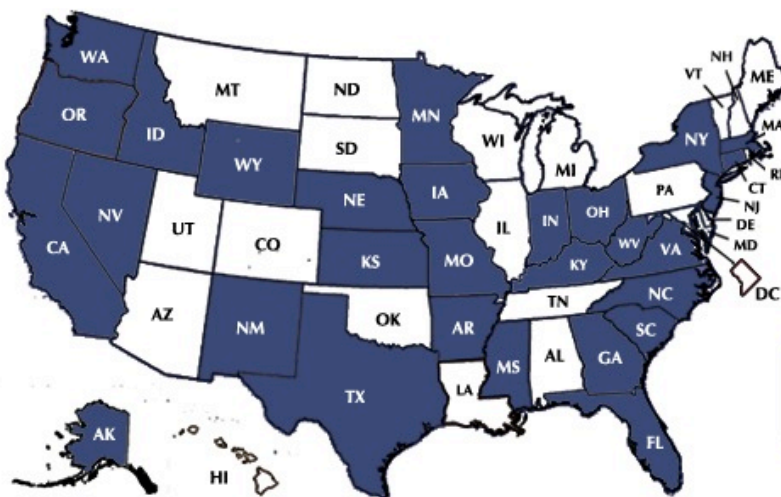 WA
MT
ND
MN
OR
ID
WY
SD
WI
MI
VT
NH
ME
NY
MA
RI
CT
NJ
PA
DE
MD
DC
NE
IA
IL
IN
OH
WV
VA
CA
NV
UT
CO
KS
MO
KY
NC
AZ
NM
OK
AR
TN
SC
MS
AL
GA
TX
LA
FL
AK
HI